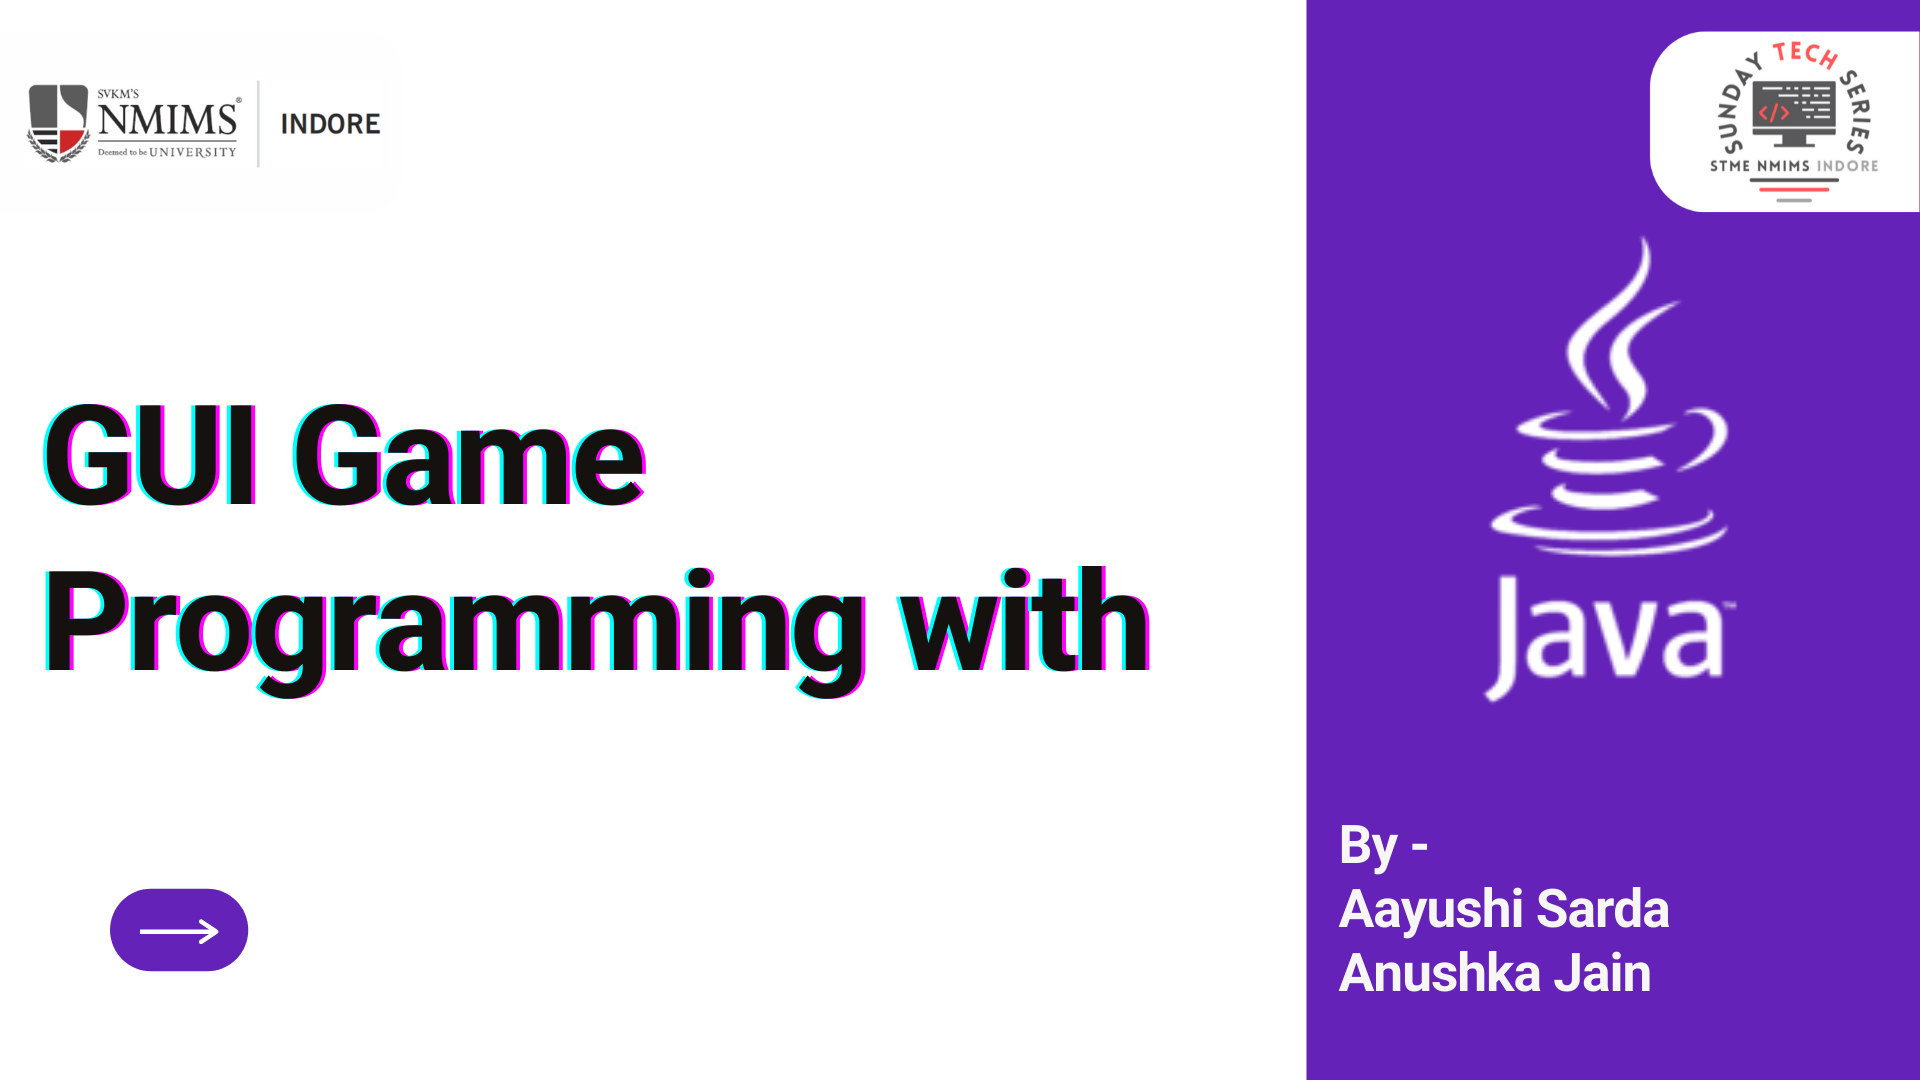 SVKM'S
NMIMS®
Deemed to be UNIVERSITY
INDORE
SUNDAY TECH SERIES
</>
STME NMIMS INDORE
GUI Game
Programming with
Java™
By -
Aayushi Sarda
Anushka Jain